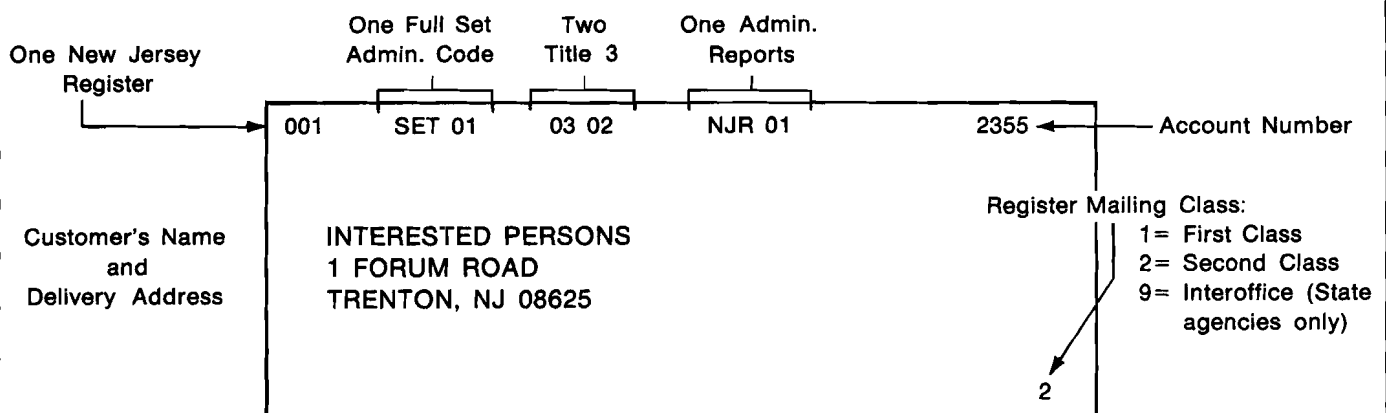 One Full Set
Admin. Code
Two
Title 3
One Admin.
Reports
One New Jersey
Register
001 SET 01 03 02 NJR 01 2355
Account Number
Customer's Name
and
Delivery Address
INTERESTED PERSONS
1 FORUM ROAD
TRENTON, NJ 08625
Register Mailing Class:
1= First Class
2= Second Class
9= Interoffice (State
agencies only)
2